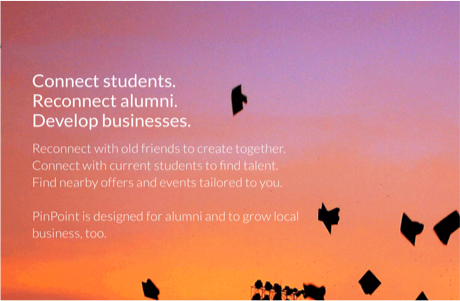 Connect students.
Reconnect alumni.
Develop businesses.
Reconnect with old friends to create together.
Connect with current students to find talent.
Find nearby offers and events tailored to you.
PinPoint is designed for alumni and to grow local
business, too.